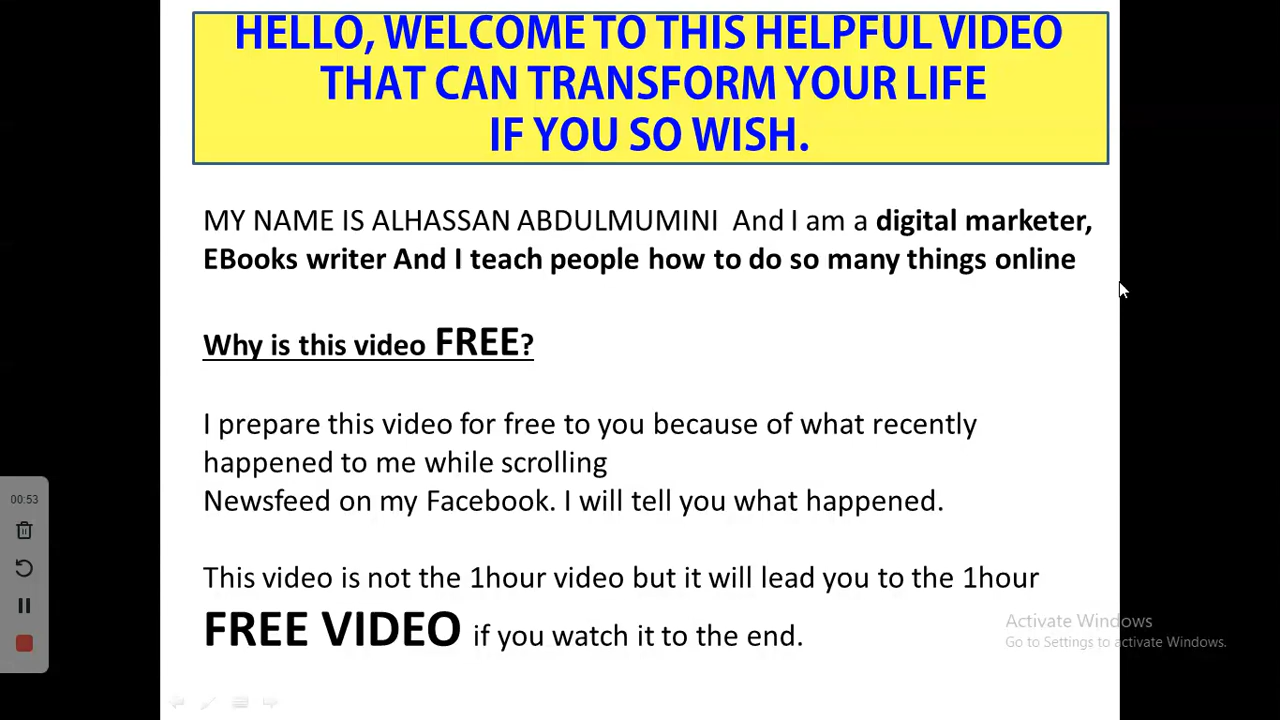 HELLO, WELCOME TO THIS HELPFUL VIDEO
THAT CAN TRANSFORM YOUR LIFE
IF YOU SO WISH.
MY NAME IS ALHASSAN ABDULMUMINI And I am a digital marketer,
EBooks writer And I teach people how to do so many things online
Why is this video FREE?
I prepare this video for free to you because of what recently
happened to me while scrolling
Newsfeed on my Facebook. I will tell you what happened.
This video is not the 1hour video but it will lead you to the 1hour
FREE VIDEO if you watch it to the end.
00:53
Activate Windows
Go to Settings to activate Windows.